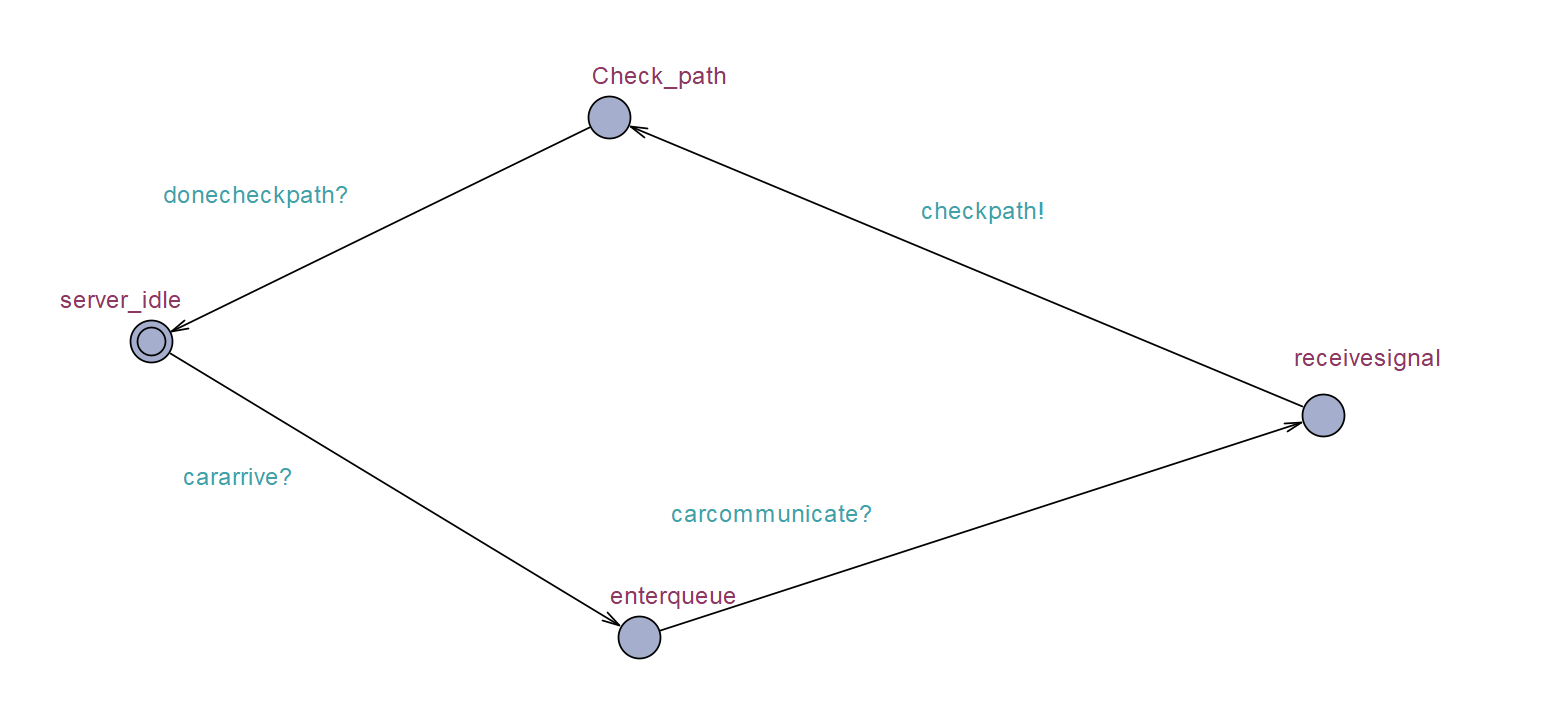 Check_path
donecheckpath?
checkpath!
server_idle
receivesignal
cararrive?
carcommunicate?
enterqueue